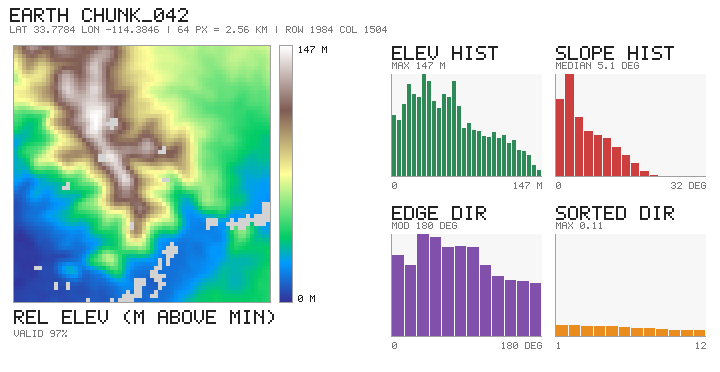 EARTH CHUNK_042
LAT 33.7784 LON -114.3846 | 64 PX = 2.56 KM | ROW 1984 COL 1504
147 M
0 M
REL ELEV (M ABOVE MIN)
VALID 97%
ELEV HIST
MAX 147 M
0 147 M
SLOPE HIST
MEDIAN 5.1 DEG
0 32 DEG
EDGE DIR
MOD 180 DEG
0 180 DEG
SORTED DIR
MAX 0.11
1 12